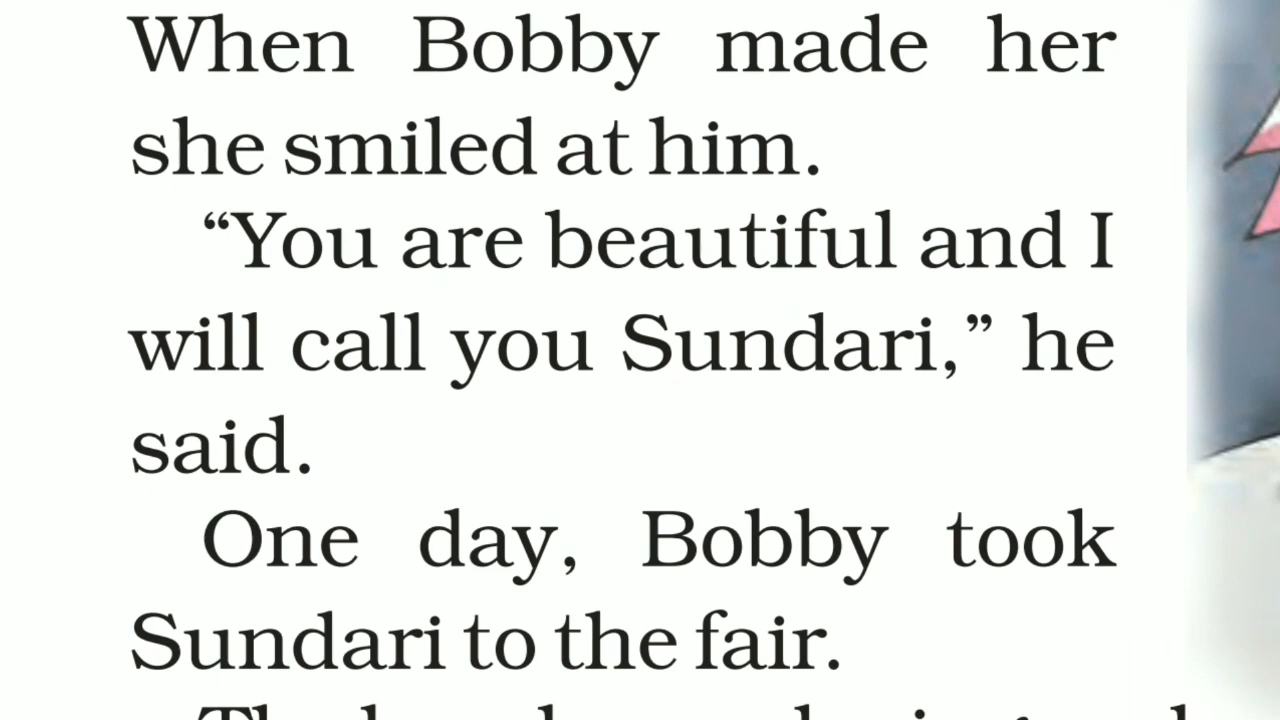 When Bobby made her
she smiled at him.
“You are beautiful and I
will call you Sundari,” he
said.
One day, Bobby took
Sundari to the fair.